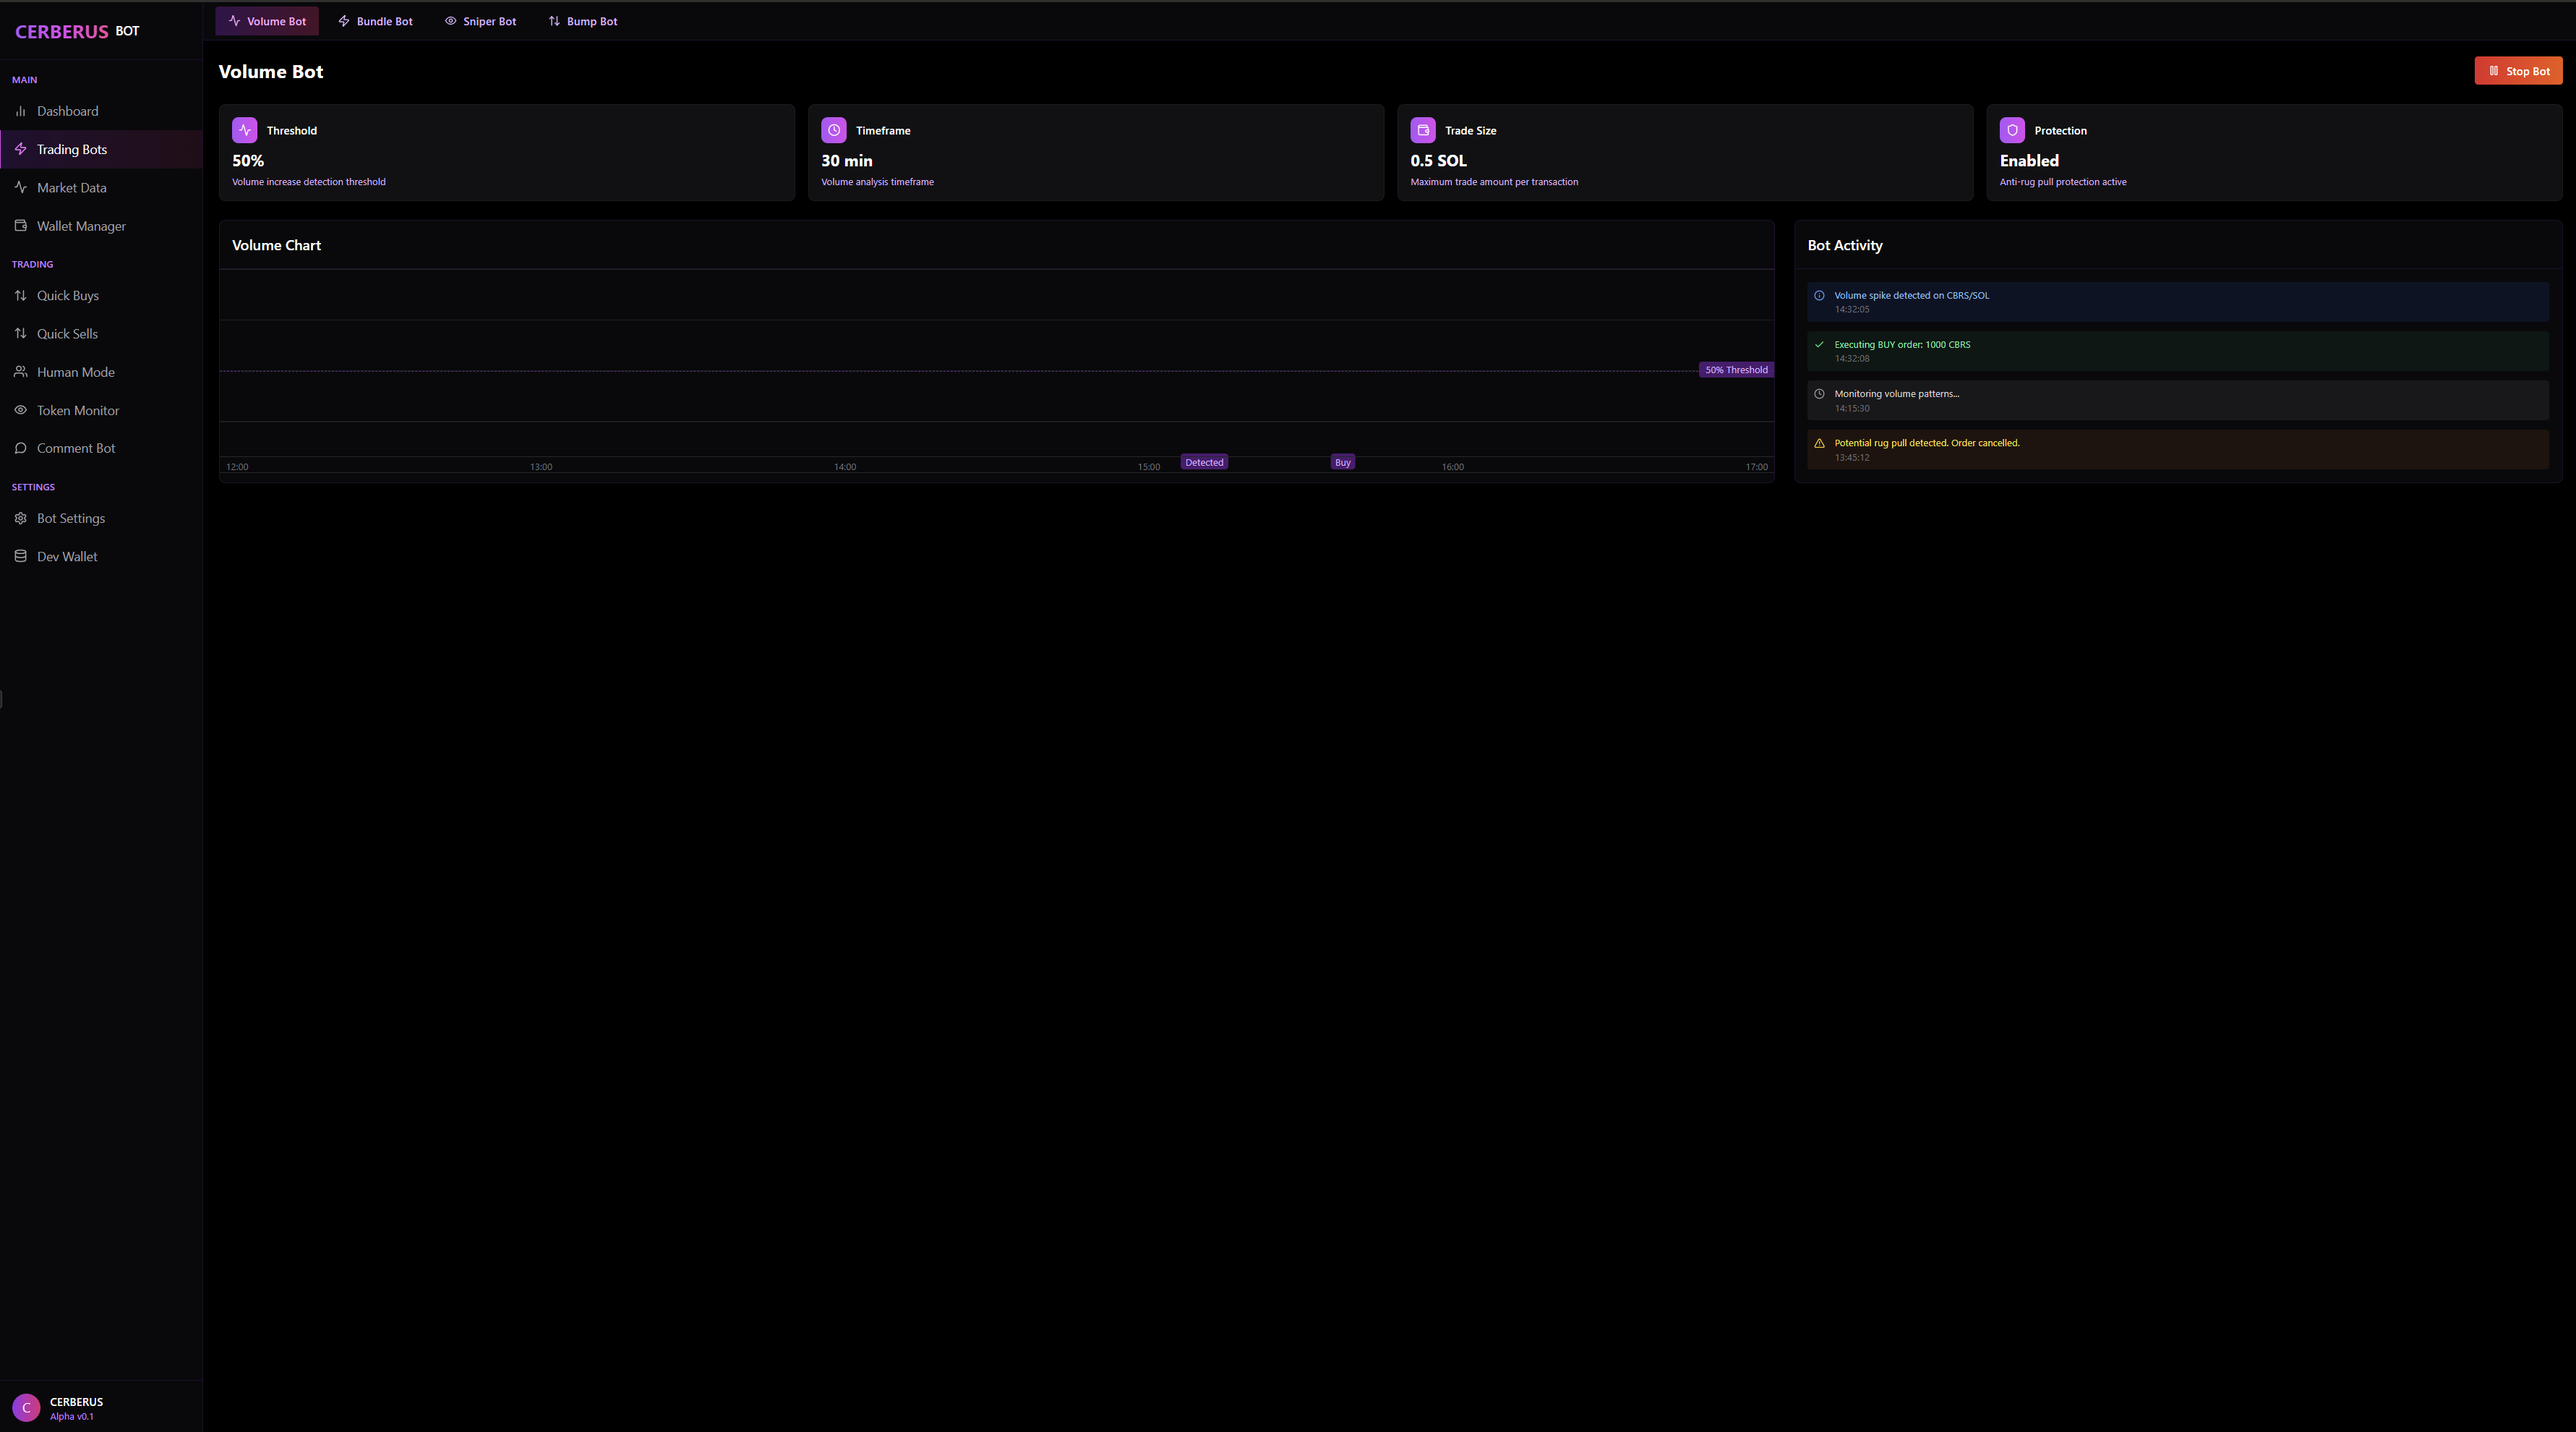 CERBERUS BOT
MAIN
Dashboard
Trading Bots
Market Data
Wallet Manager
TRADING
Quick Buys
Quick Sells
Human Mode
Token Monitor
Comment Bot
SETTINGS
Bot Settings
Dev Wallet
C
CERBERUS
Alpha v0.1
Volume Bot
Bundle Bot
Sniper Bot
Bump Bot
Volume Bot
Stop Bot
Threshold
50%
Volume increase detection threshold
Timeframe
30 min
Volume analysis timeframe
Trade Size
0.5 SOL
Maximum trade amount per transaction
Protection
Enabled
Anti-rug pull protection active
Volume Chart
50% Threshold
Detected
Buy
12:00 13:00 14:00 15:00 16:00 17:00
Bot Activity
Volume spike detected on CBRS/SOL
14:32:05
Executing BUY order: 1000 CBRS
14:32:08
Monitoring volume patterns...
14:15:30
Potential rug pull detected. Order cancelled.
13:45:12